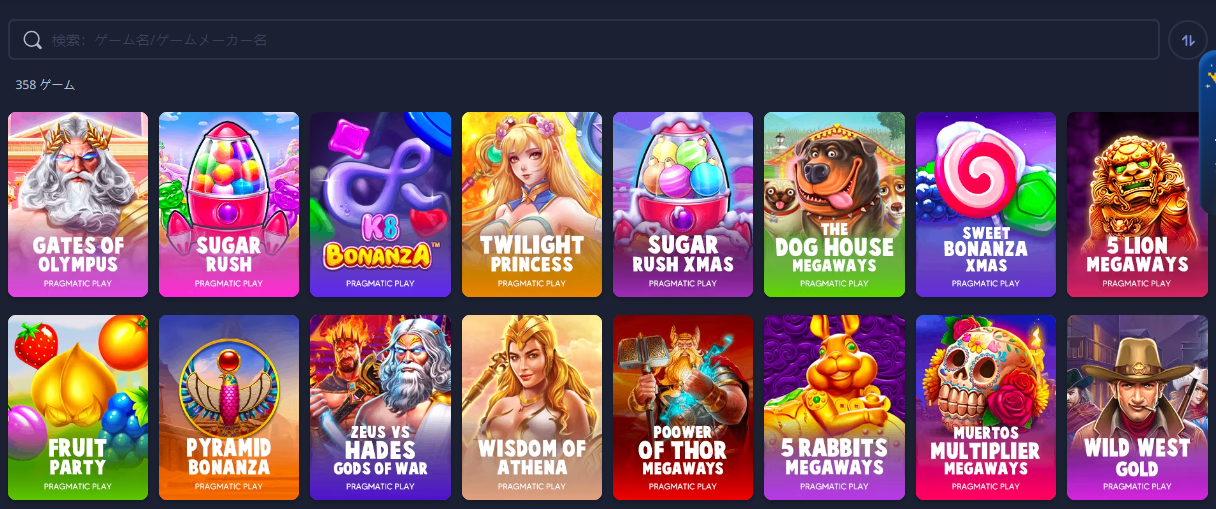 検索: ゲーム名/ゲームメーカー名
358 ゲーム
GATES OF
OLYMPUS
PRAGMATIC PLAY
SUGAR
RUSH
PRAGMATIC PLAY
K8
BONANZA™
PRAGMATIC PLAY
TWILIGHT
PRINCESS
PRAGMATIC PLAY
SUGAR
RUSH XMAS
PRAGMATIC PLAY
THE
DOG HOUSE
MEGAWAYS
PRAGMATIC PLAY
SWEET
BONANZA
XMAS
PRAGMATIC PLAY
5 LION
MEGAWAYS
PRAGMATIC PLAY
FRUIT
PARTY
PRAGMATIC PLAY
PYRAMID
BONANZA
PRAGMATIC PLAY
ZEUS VS
HADES
GODS OF WAR
PRAGMATIC PLAY
WISDOM OF
ATHENA
PRAGMATIC PLAY
POOWER
OF THOR
MEGAWAYS
PRAGMATIC PLAY
5 RABBITS
MEGAWAYS
PRAGMATIC PLAY
MUERTOS
MULTIPLIER
MEGAWAYS
PRAGMATIC PLAY
WILD WEST
GOLD
PRAGMATIC PLAY